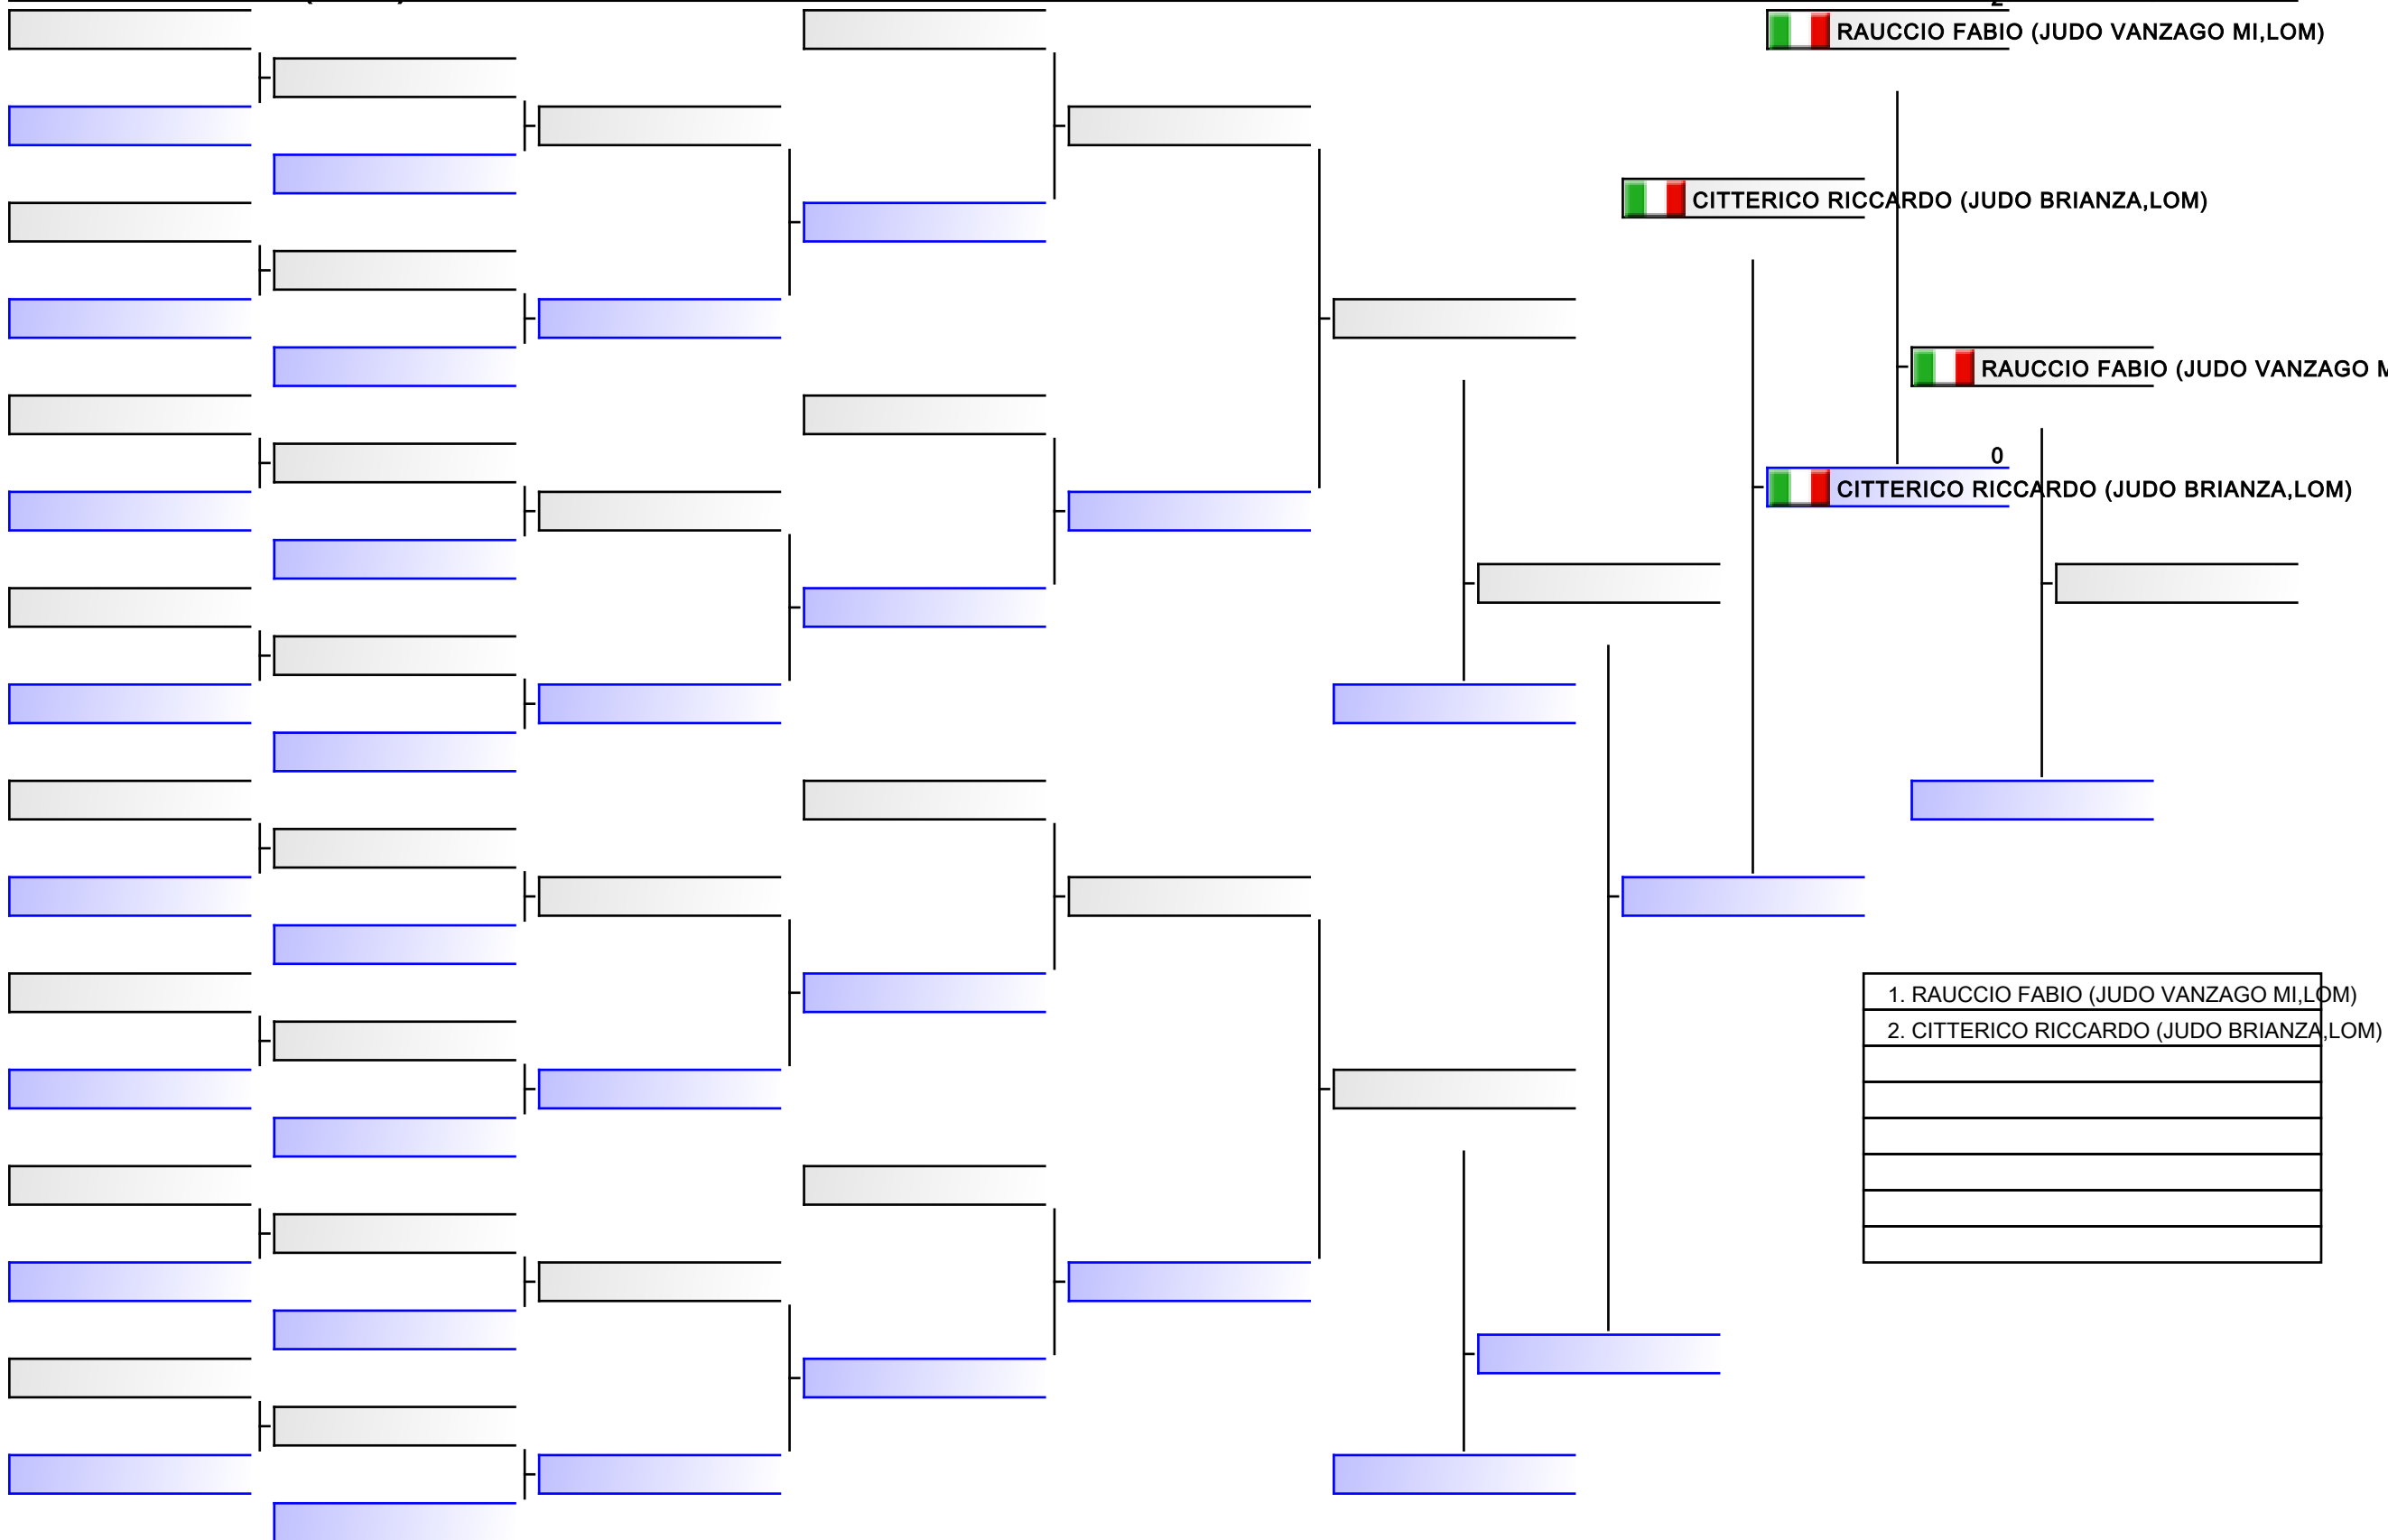 RAUCCIO FABIO (JUDO VANZAGO MI,LOM)
CITTERICO RICCARDO (JUDO BRIANZA,LOM)
RAUCCIO FABIO (JUDO VANZAGO
0
CITTERICO RICCARDO (JUDO BRIANZA,LOM)
1. RAUCCIO FABIO (JUDO VANZAGO MI,LOM)
2. CITTERICO RICCARDO (JUDO BRIANZA,LOM)